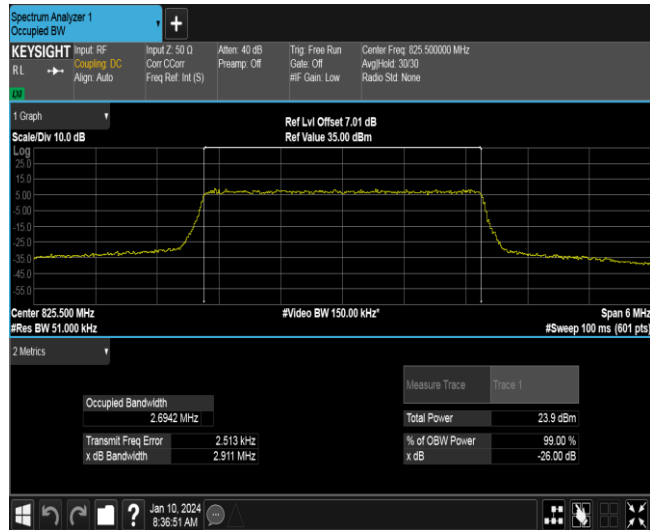 Spectrum Analyzer 1
Occupied BW
+
KEYSIGHT
RL
LXI
Input: RF
Coupling: DC
Align: Auto
Input Z: 50 Ω
Corr CCorr
Freq Ref: Int (S)
Atten: 40 dB
Preamp: Off
Trig: Free Run
Gate: Off
#IF Gain: Low
Center Freq: 825.500000 MHz
Avg|Hold: 30/30
Radio Std: None
1 Graph
Scale/Div 10.0 dB
Ref Lvl Offset 7.01 dB
Ref Value 35.00 dBm
Log
25.0
15.0
5.00
-5.00
-15.0
-25.0
-35.0
-45.0
-55.0
Center 825.500 MHz
#Res BW 51.000 kHz
#Video BW 150.00 kHz*
Span 6 MHz
#Sweep 100 ms (601 pts)
2 Metrics
Measure Trace Trace 1
Occupied Bandwidth
2.6942 MHz
Total Power 23.9 dBm
Transmit Freq Error 2.513 kHz
% of OBW Power 99.00 %
x dB Bandwidth 2.911 MHz
x dB -26.00 dB
?
Jan 10, 2024
8:36:51 AM